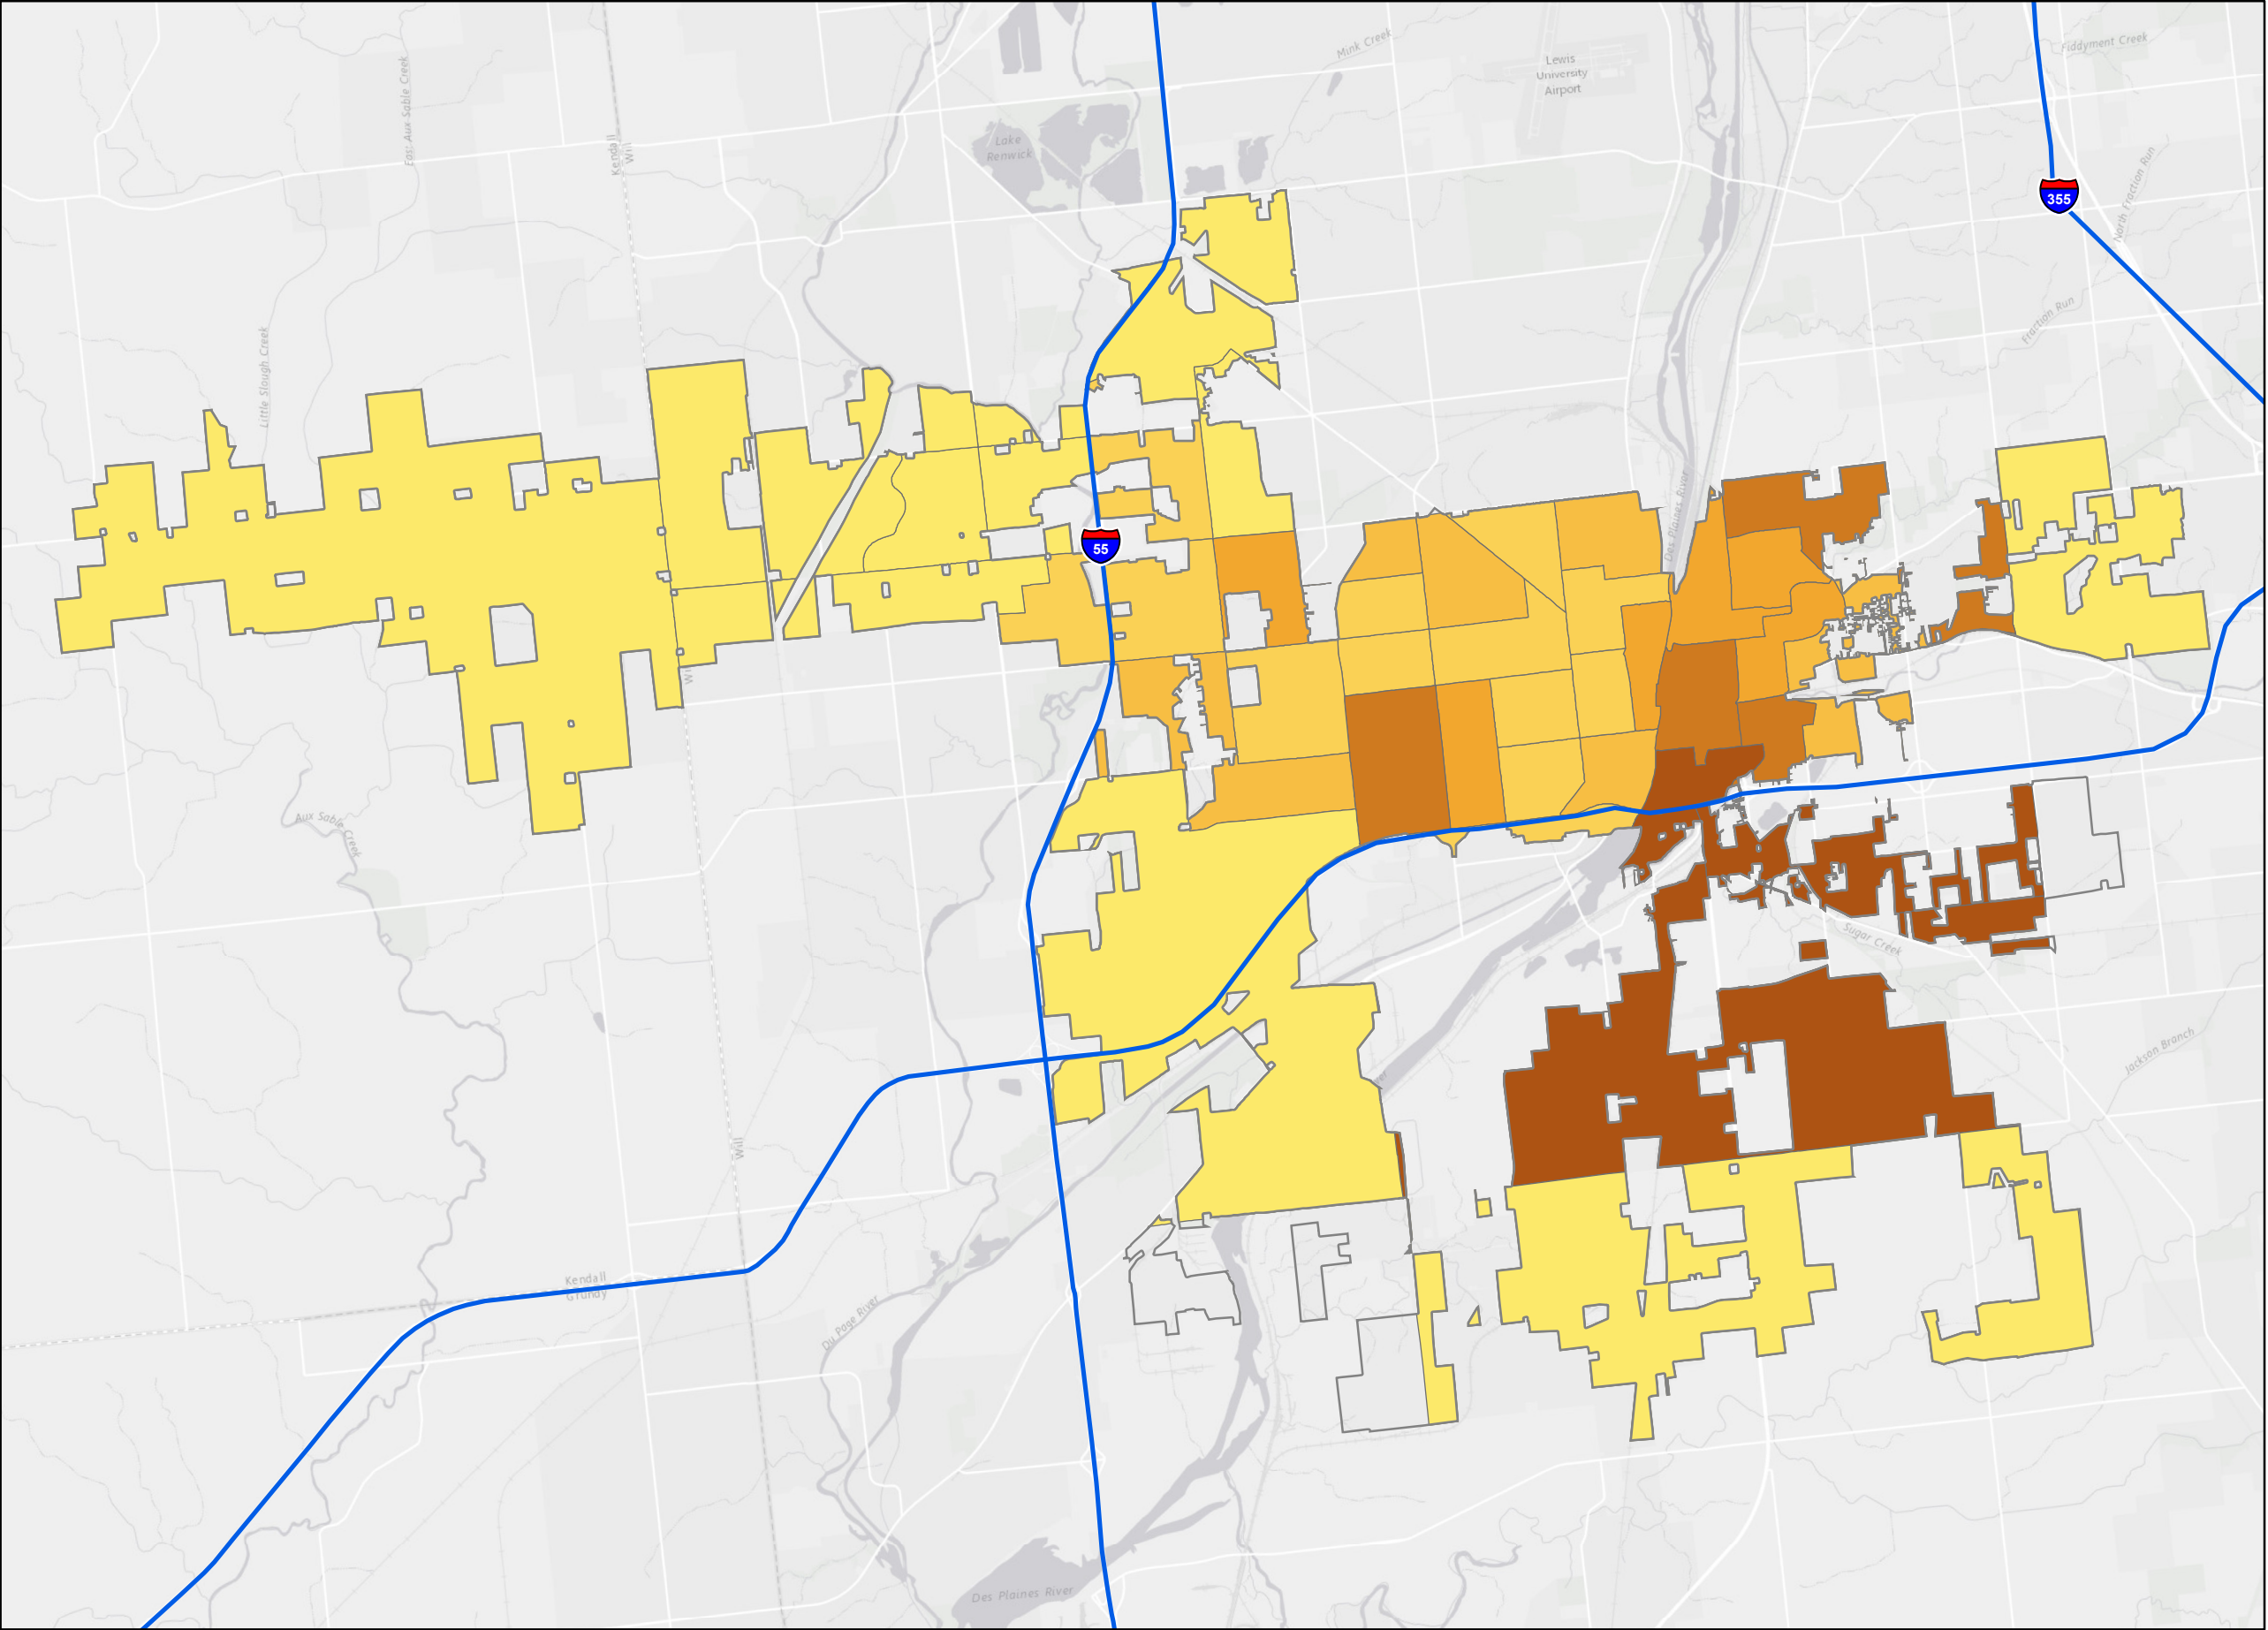 Mink Creek
Fiddyment Creek
Lewis
University
Airport
East Aux Sable Creek
Kendall
Will
Lake
Renwick
North Fraction Run
355
Fraction Run
Little Slough Creek
Des Plaines River
55
Aux Sable Creek
Sugar Creek
Jackson Branch
Will
Kendall
Grundy
Du Page River
Des Plaines River